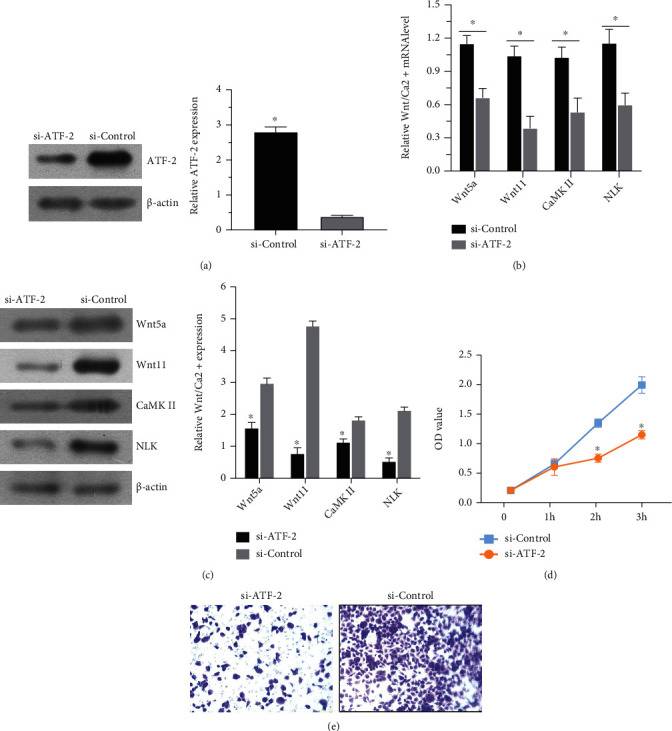 si-ATF-2 si-Control
ATF-2
β-actin
Relative ATF-2 expression
4
3
2
1
0
*
si-Control si-ATF-2
(a)
Relative Wnt/Ca2 + mRNAlevel
1.5
1.2
0.9
0.6
0.3
0.0
* * * *
Wnt5a Wnt11 CaMK II NLK
si-Control
si-ATF-2
(b)
si-ATF-2 si-Control
Wnt5a
Wnt11
CaMK II
NLK
β-actin
Relative Wnt/Ca2 + expression
6
5
4
3
2
1
0
* * * *
Wnt5a Wnt11 CaMK II NLK
si-ATF-2
si-Control
(c)
OD value
2.5
2.0
1.5
1.0
0.5
0.0
* *
0 1h 2h 3h
si-Control
si-ATF-2
(d)
si-ATF-2 si-Control
(e)